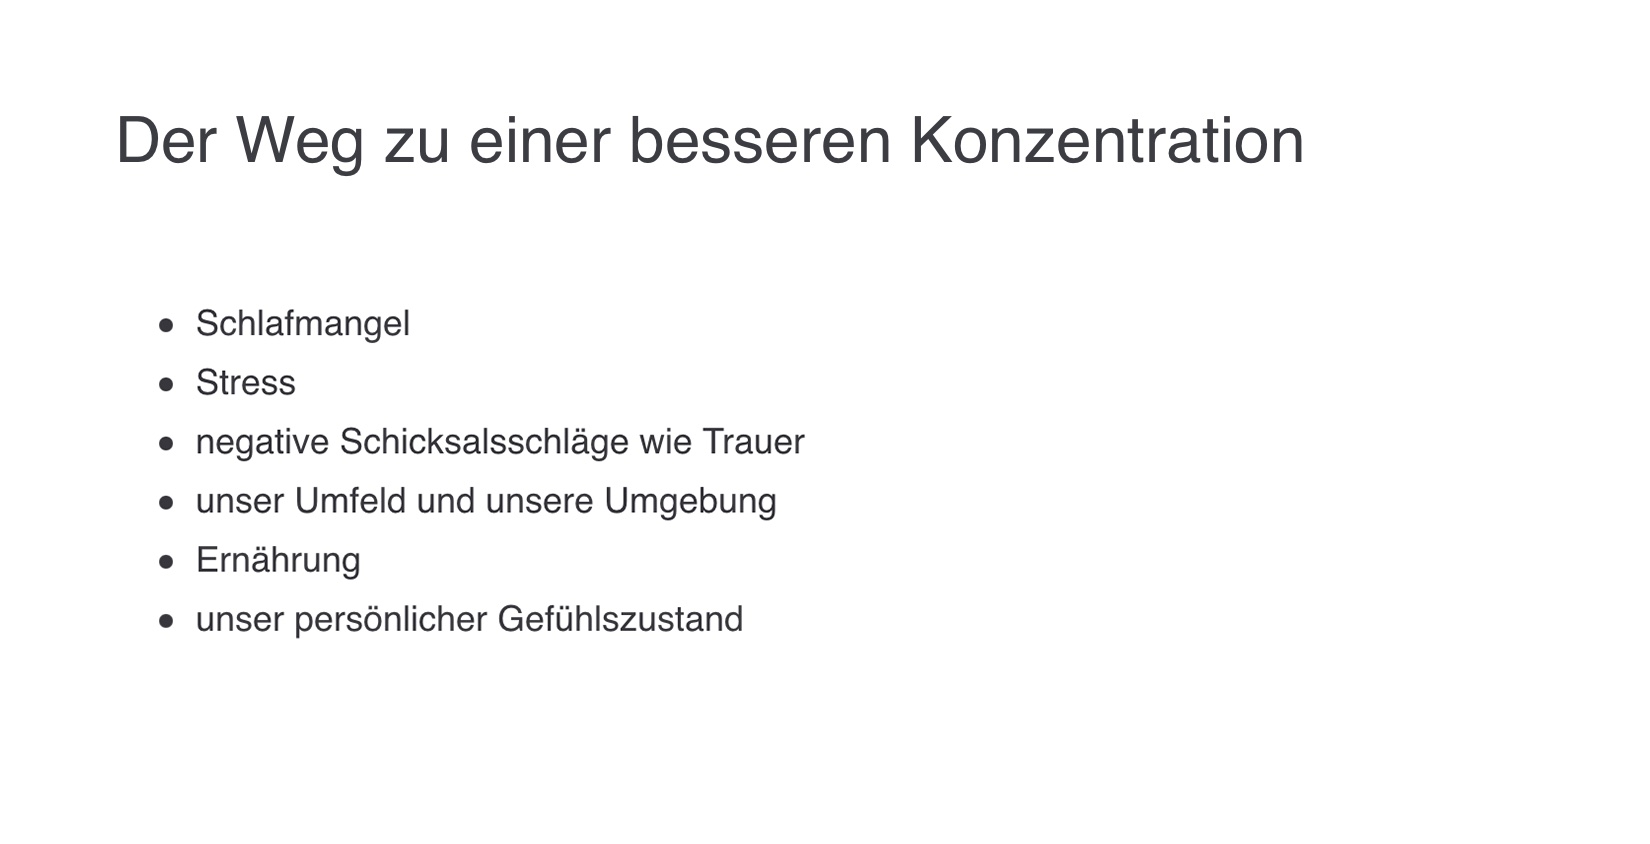 Der Weg zu einer besseren Konzentration
• Schlafmangel
• Stress
• negative Schicksalsschläge wie Trauer
• unser Umfeld und unsere Umgebung
• Ernährung
• unser persönlicher Gefühlszustand